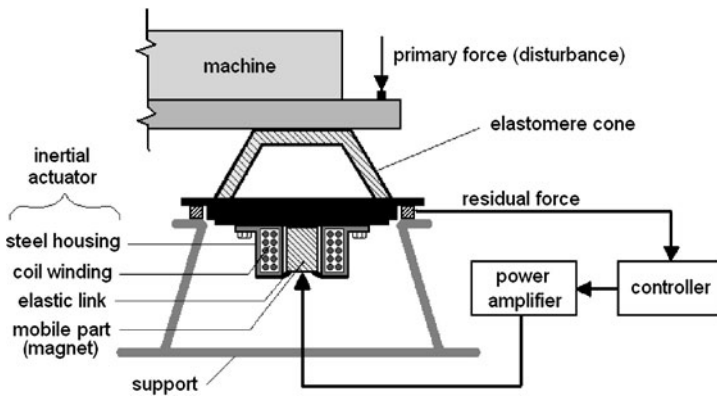 machine
primary force (disturbance)
elastomere cone
inertial
actuator
residual force
steel housing
coil winding
elastic link
mobile part
(magnet)
power
amplifier
controller
support